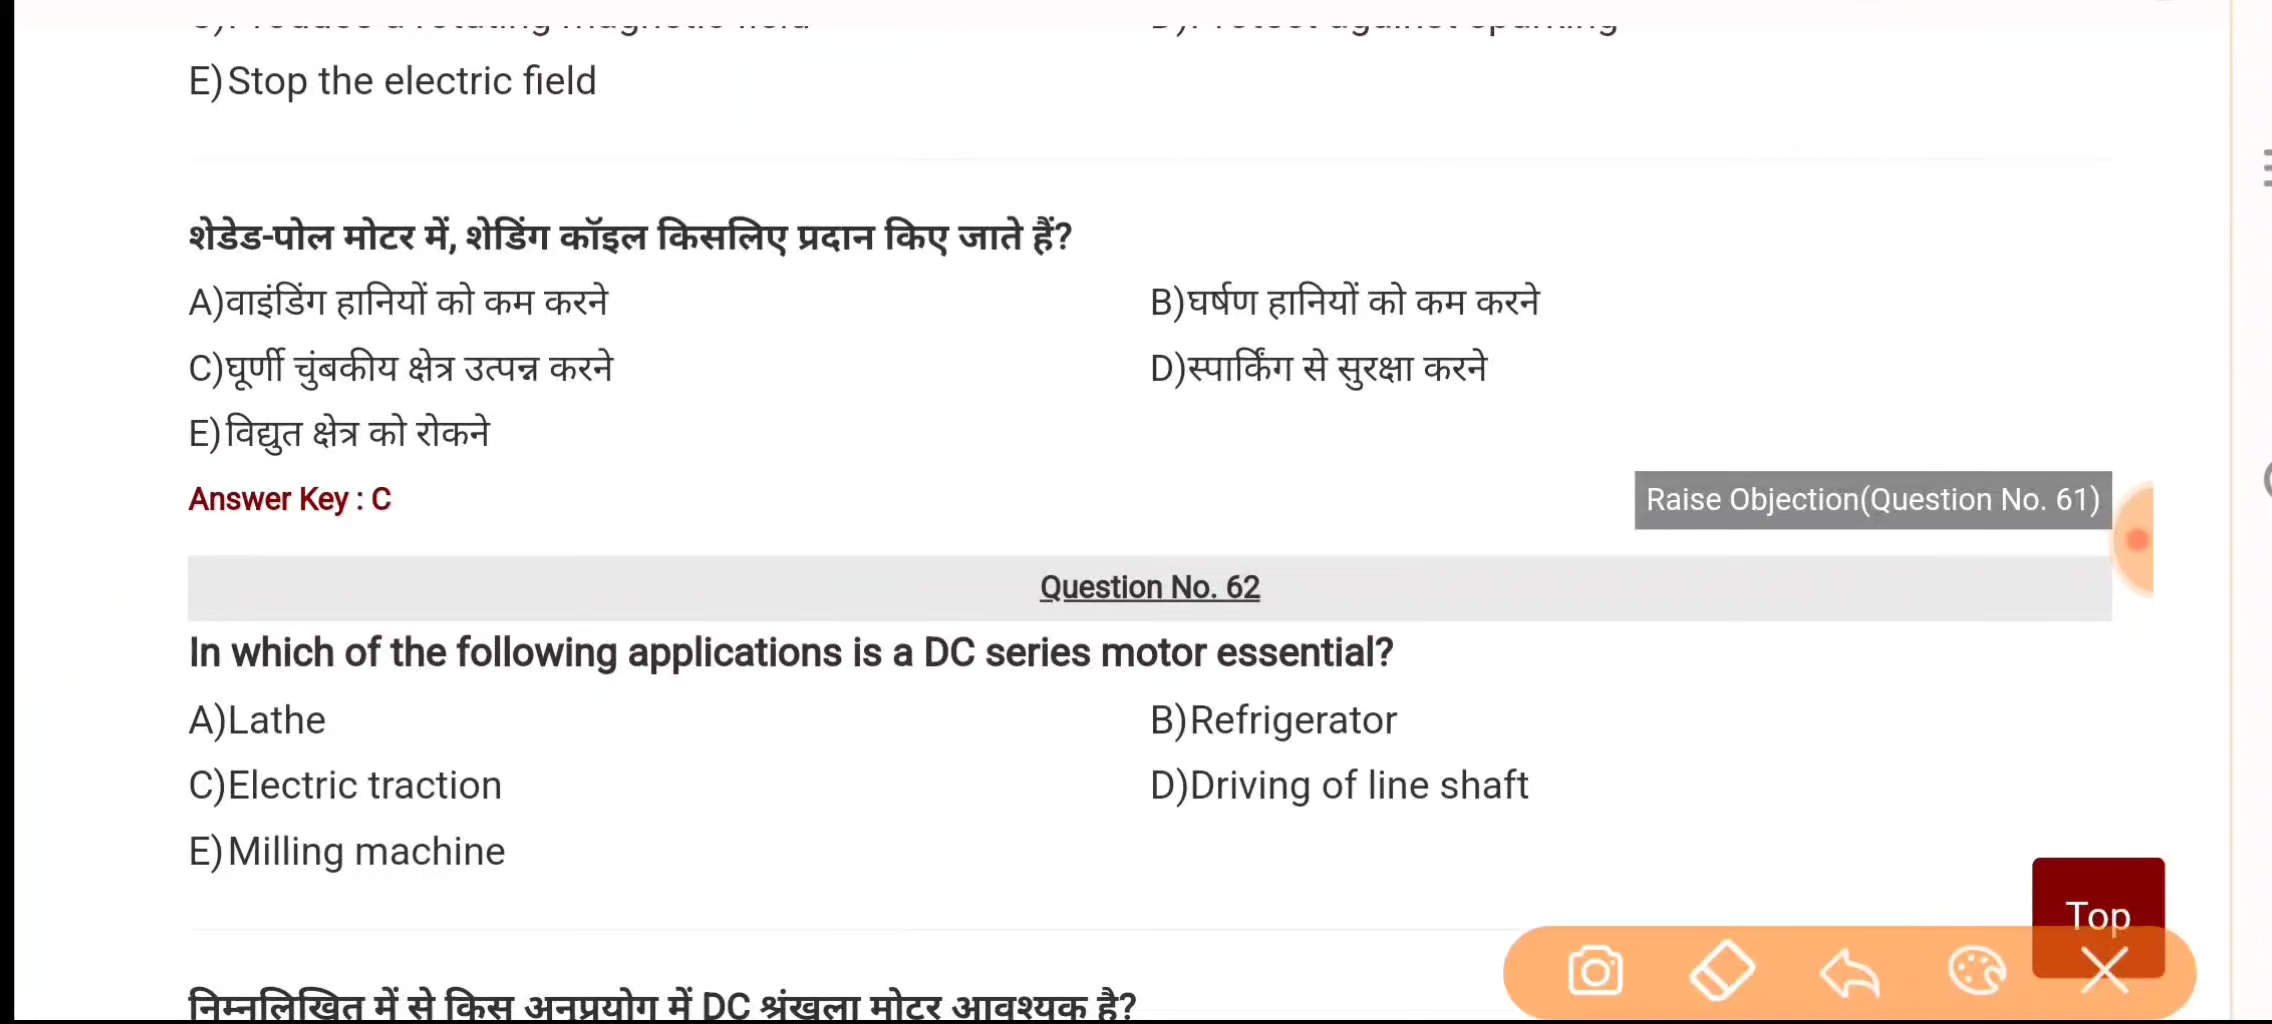 E)Stop the electric field
शेडेड-पोल मोटर में, शेडिंग कॉइल किसलिए प्रदान किए जाते हैं?
A)वाइंडिंग हानियों को कम करने B)घर्षण हानियों को कम करने
C)घूर्णी चुंबकीय क्षेत्र उत्पन्न करने D)स्पार्किंग से सुरक्षा करने
E)विद्युत क्षेत्र को रोकने
Answer Key : C Raise Objection(Question No. 61)
Question No. 62
In which of the following applications is a DC series motor essential?
A)Lathe B)Refrigerator
C)Electric traction D)Driving of line shaft
E)Milling machine
Top
निम्नलिखित में से किस अनुप्रयोग में DC श्रृंखला मोटर आवश्यक है?